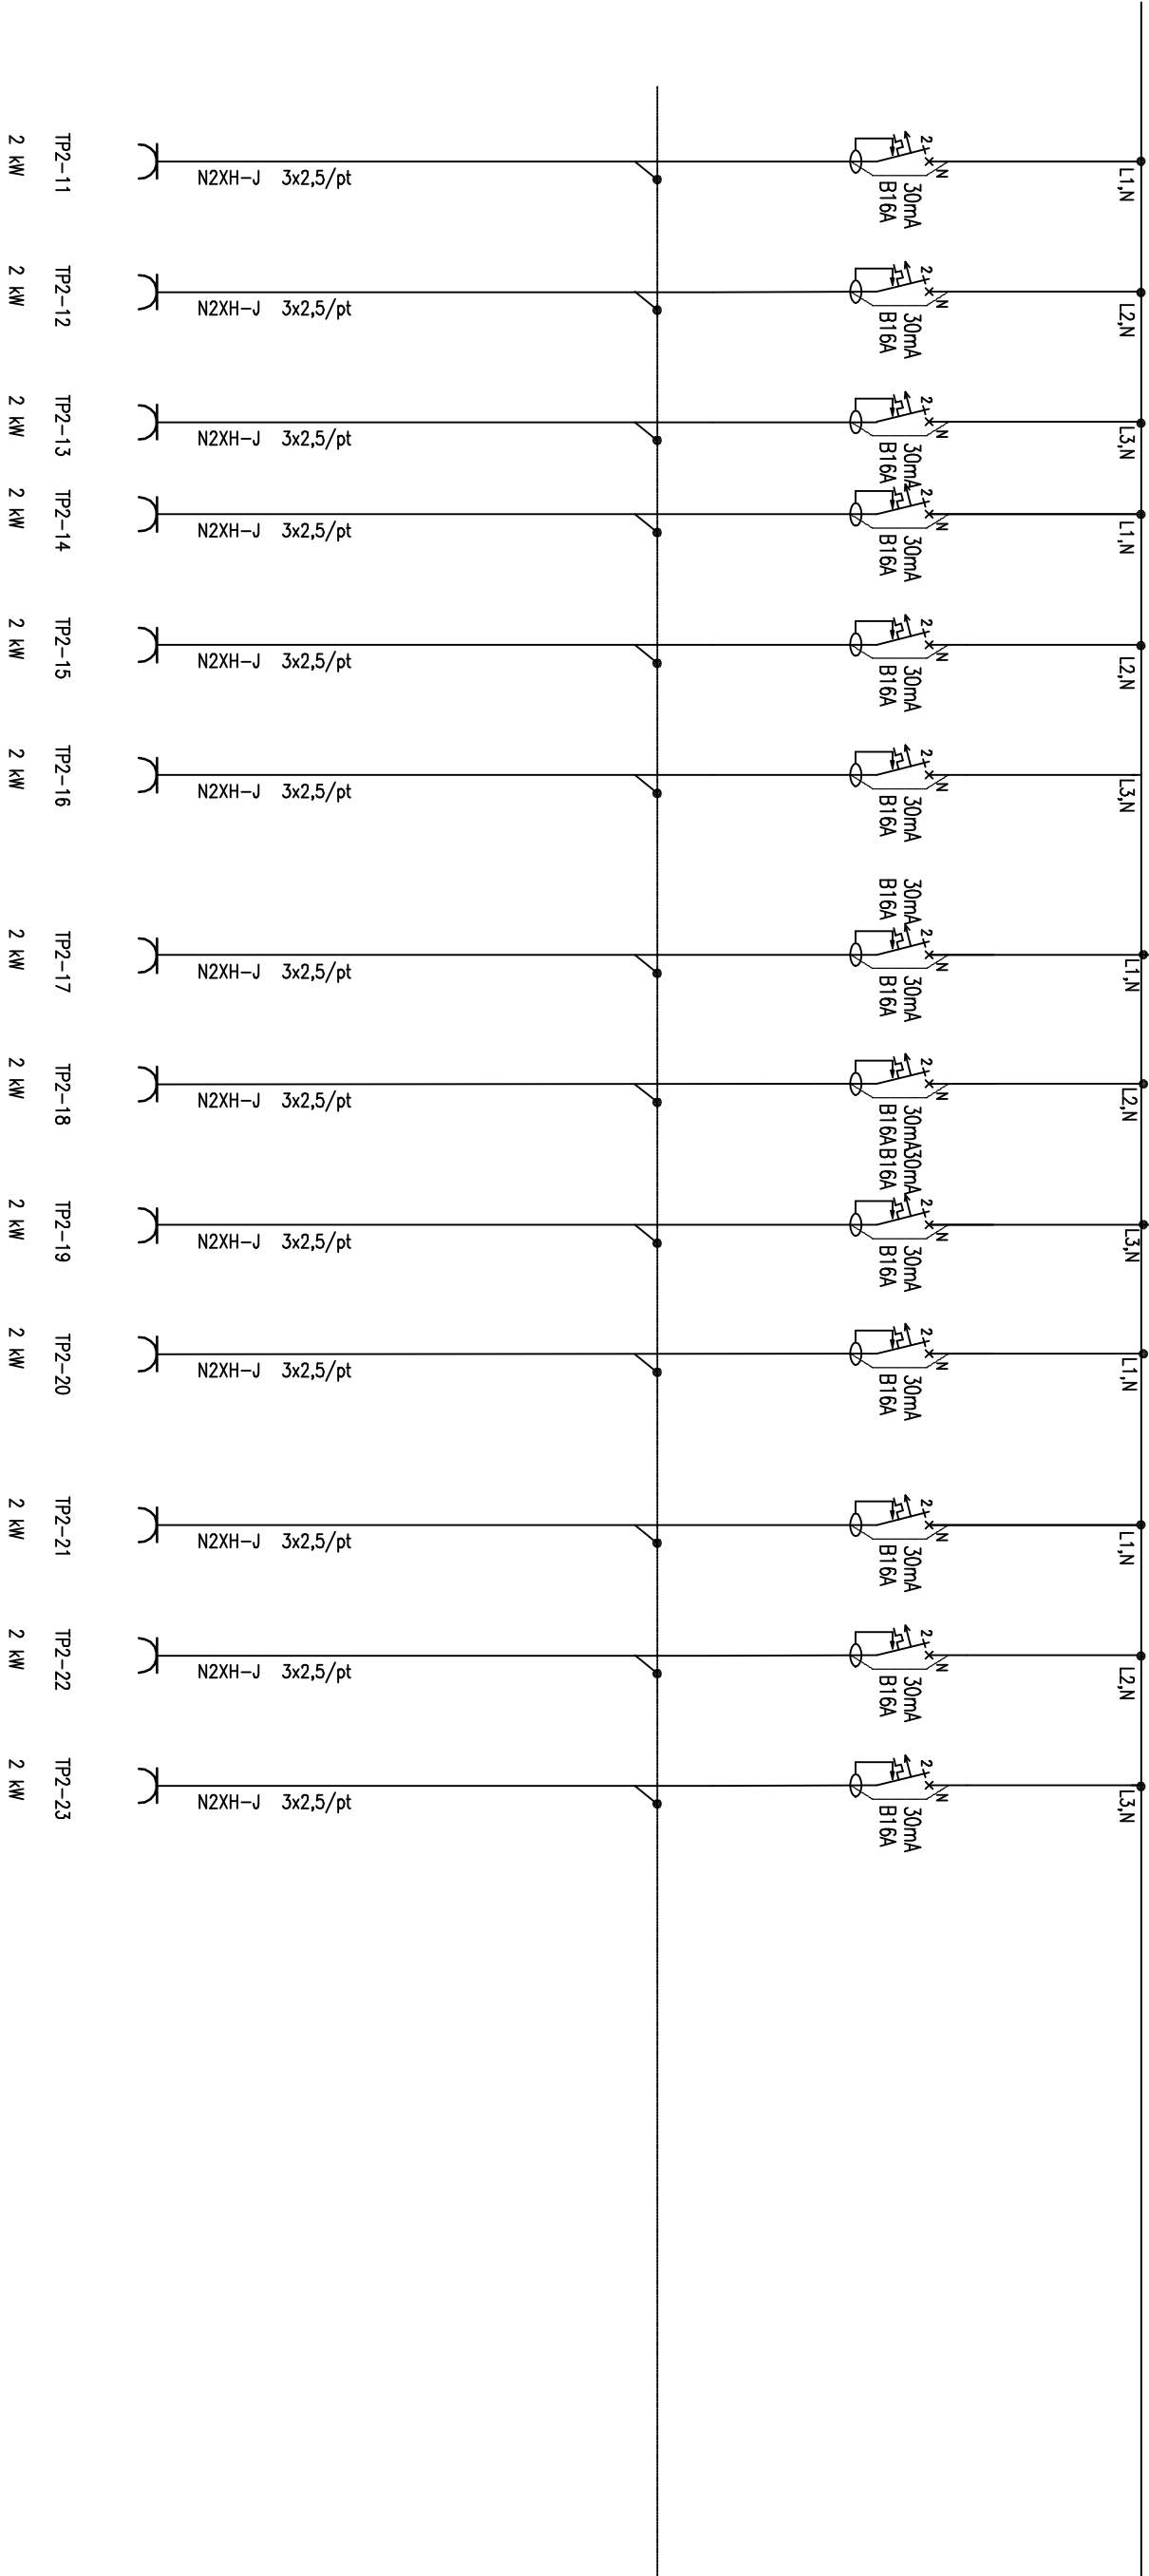 TP2-11
2 kW
N2XH-J 3x2,5/pt
2
N
30mA
B16A
L1,N
TP2-12
2 kW
N2XH-J 3x2,5/pt
2
N
30mA
B16A
L2,N
TP2-13
2 kW
N2XH-J 3x2,5/pt
2
N
30mA
B16A
L3,N
TP2-14
2 kW
N2XH-J 3x2,5/pt
2
N
30mA
B16A
L1,N
TP2-15
2 kW
N2XH-J 3x2,5/pt
2
N
30mA
B16A
L2,N
TP2-16
2 kW
N2XH-J 3x2,5/pt
2
N
30mA
B16A
L3,N
30mA
B16A
TP2-17
2 kW
N2XH-J 3x2,5/pt
2
N
30mA
B16A
L1,N
TP2-18
2 kW
N2XH-J 3x2,5/pt
2
N
30mA30mA
B16AB16A
L2,N
TP2-19
2 kW
N2XH-J 3x2,5/pt
2
N
30mA
B16A
L3,N
TP2-20
2 kW
N2XH-J 3x2,5/pt
2
N
30mA
B16A
L1,N
TP2-21
2 kW
N2XH-J 3x2,5/pt
2
N
30mA
B16A
L1,N
TP2-22
2 kW
N2XH-J 3x2,5/pt
2
N
30mA
B16A
L2,N
TP2-23
2 kW
N2XH-J 3x2,5/pt
2
N
30mA
B16A
L3,N